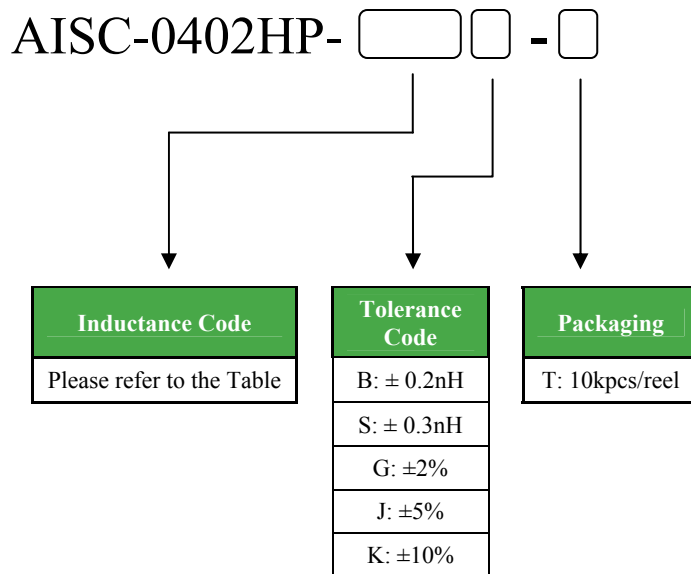 AISC-0402HP- -
Inductance Code
Please refer to the Table
Tolerance
Code
B: ± 0.2nH
S: ± 0.3nH
G: ±2%
J: ±5%
K: ±10%
Packaging
T: 10kpcs/reel